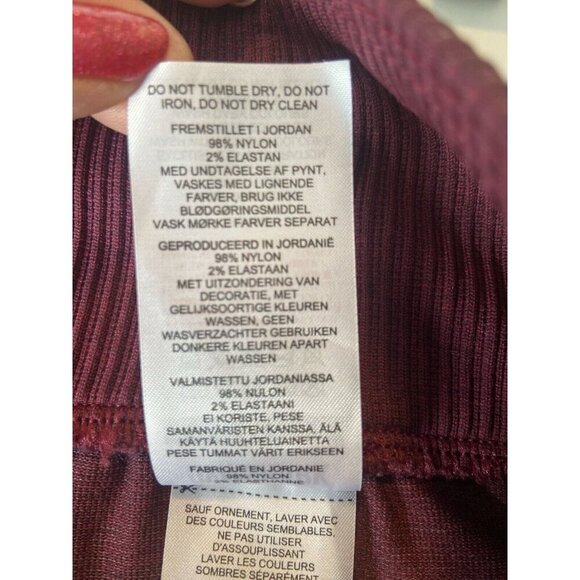 DO NOT TUMBLE DRY, DO NOT
IRON, DO NOT DRY CLEAN
FREMSTILLET I JORDAN
98% NYLON
2% ELASTAN
MED UNDTAGELSE AF PYNT,
VASKES MED LIGNENDE
FARVER, BRUG IKKE
BLØDGØRINGSMIDDEL
VASK MØRKE FARVER SEPARAT
GEPRODUCEERD IN JORDANIË
98% NYLON
2% ELASTAAN
MET UITZONDERING VAN
DECORATIE, MET
GELIJKSOORTIGE KLEUREN
WASSEN, GEEN
WASVERZACHTER GEBRUIKEN
DONKERE KLEUREN APART
WASSEN
VALMISTETTU JORDANIASSA
98% NULON
2% ELASTAANI
EI KORISTE, PESE
SAMANVÄRISTEN KANSSA, ÄLÄ
KÄYTÄ HUUHTELUAINETTA
PESE TUMMAT VÄRIT ERIKSEEN
FABRIQUÉ EN JORDANIE
98% NYLON
2% ELASTHANNE
SAUF ORNEMENT, LAVER AVEC
DES COULEURS SEMBLABLES.
NE PAS UTILISER
D'ASSOUPLISSANT
LAVER LES COULEURS
SOMBRES SÉPARÉMENT